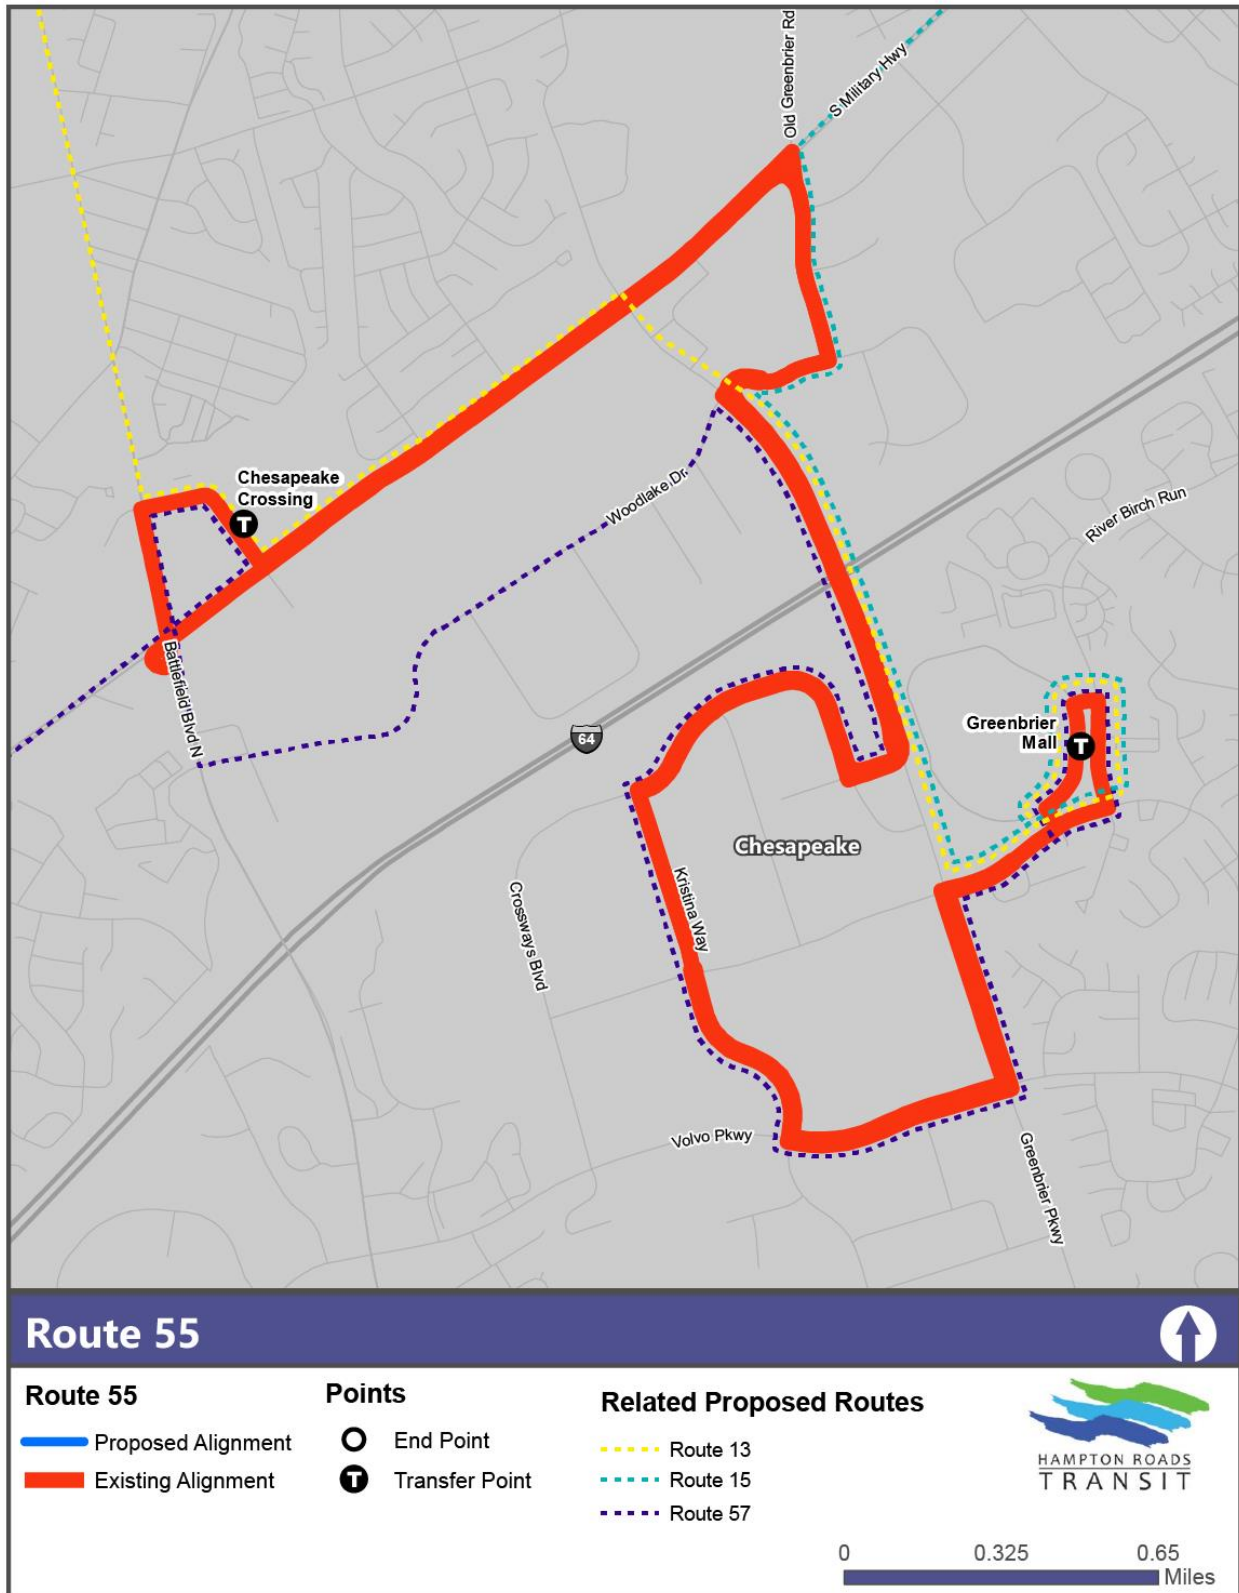 Old Greenbrier Rd
S Military Hwy
Chesapeake
Crossing
T
Woodlake Dr.
River Birch Run
Battlefield Blvd N
64
Greenbrier
Mall
T
Chesapeake
Kristina Way
Crossways Blvd
Volvo Pkwy
Greenbrier Pkwy
Route 55
Route 55
Proposed Alignment
Existing Alignment
Points
End Point
T Transfer Point
Related Proposed Routes
Route 13
Route 15
Route 57
HAMPTON ROADS
TRANSIT
0 0.325 0.65
Miles